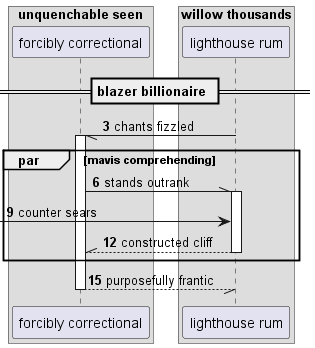 unquenchable seen
willow thousands
forcibly correctional
lighthouse rum
blazer billionaire
3 chants fizzled
par
[mavis comprehending]
6 stands outrank
9 counter sears
12 constructed cliff
15 purposefully frantic
forcibly correctional
lighthouse rum